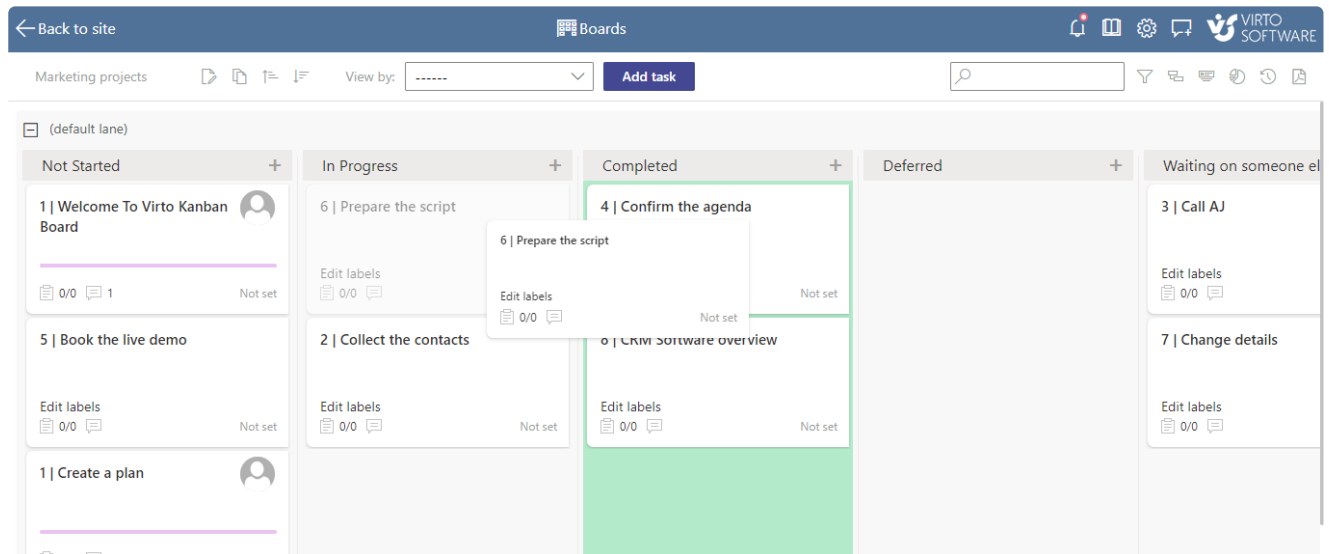 Back to site
Boards
VIRTO
SOFTWARE
Marketing projects
View by:
------
Add task
(default lane)
Not Started
In Progress
Completed
Deferred
Waiting on someone el
1 | Welcome To Virto Kanban
Board
0/0
1
Not set
5 | Book the live demo
Edit labels
0/0
Not set
1 | Create a plan
6 | Prepare the script
Edit labels
0/0
2 | Collect the contacts
Edit labels
0/0
Not set
6 | Prepare the script
Edit labels
0/0
Not set
4 | Confirm the agenda
Not set
CRM Software overview
Edit labels
0/0
Not set
3 | Call AJ
Edit labels
0/0
7 | Change details
Edit labels
0/0